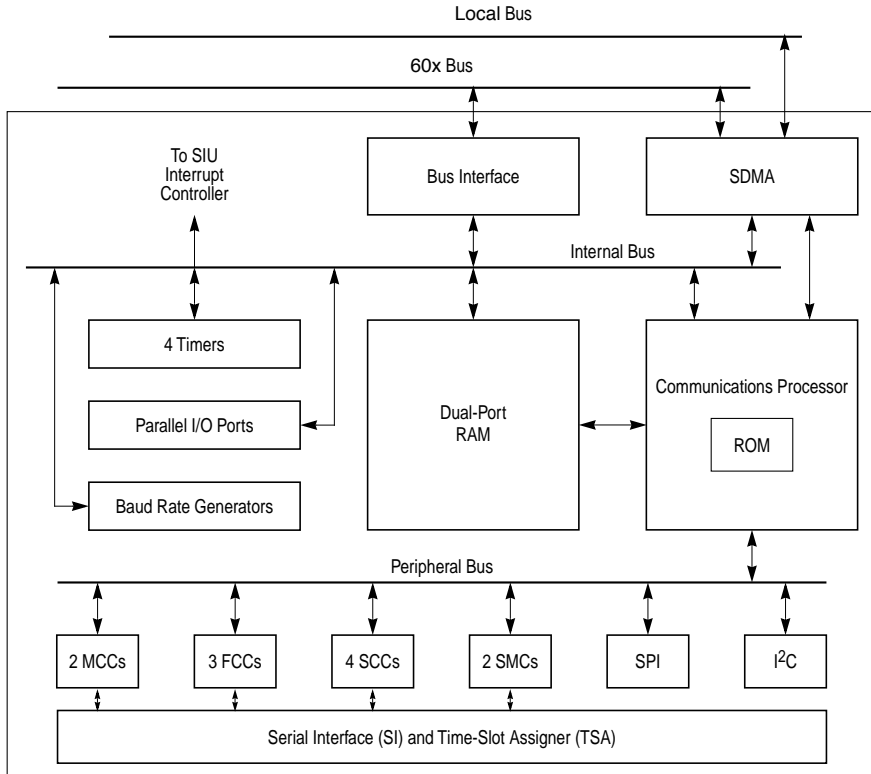 Local Bus
60x Bus
To SIU
Interrupt
Controller
Bus Interface
SDMA
Internal Bus
4 Timers
Parallel I/O Ports
Baud Rate Generators
Dual-Port
RAM
Communications Processor
ROM
Peripheral Bus
2 MCCs
3 FCCs
4 SCCs
2 SMCs
SPI
I²C
Serial Interface (SI) and Time-Slot Assigner (TSA)